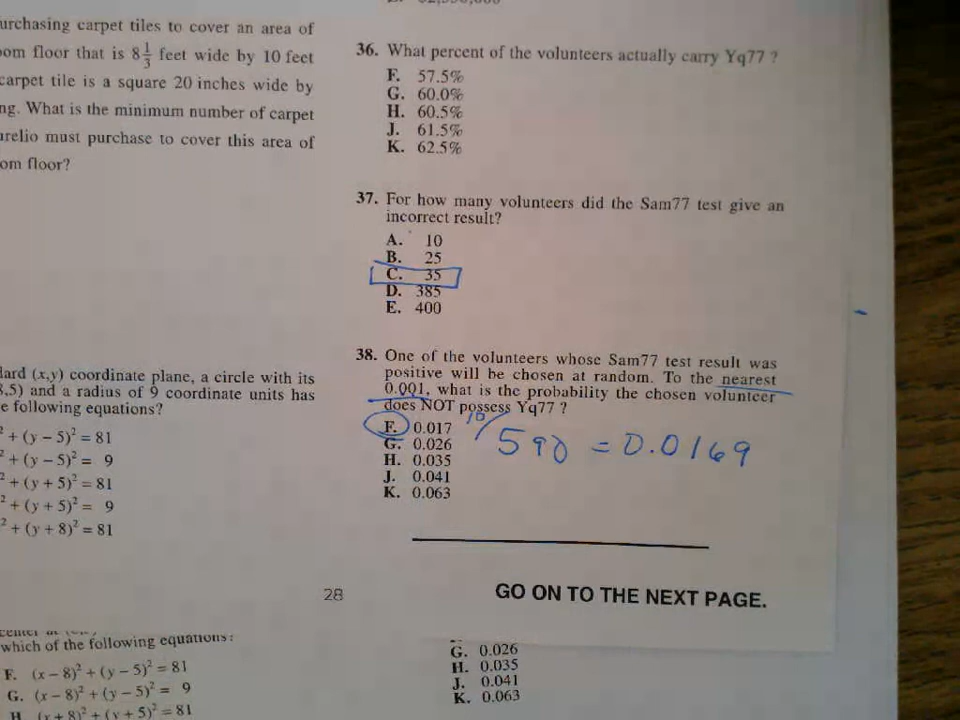 urchasing carpet tiles to cover an area of
om floor that is 8 1/3 feet wide by 10 feet
carpet tile is a square 20 inches wide by
ng. What is the minimum number of carpet
relio must purchase to cover this area of
om floor?
dard (x,y) coordinate plane, a circle with its
,5) and a radius of 9 coordinate units has
e following equations?
² + (y − 5)² = 81
² + (y − 5)² = 9
² + (y + 5)² = 81
² + (y + 5)² = 9
² + (y + 8)² = 81
36. What percent of the volunteers actually carry Yq77 ?
F. 57.5%
G. 60.0%
H. 60.5%
J. 61.5%
K. 62.5%
37. For how many volunteers did the Sam77 test give an
incorrect result?
A. 10
B. 25
C. 35
D. 385
E. 400
38. One of the volunteers whose Sam77 test result was
positive will be chosen at random. To the nearest
0.001, what is the probability the chosen volunteer
does NOT possess Yq77 ?
F. 0.017
G. 0.026
H. 0.035
J. 0.041
K. 0.063
10/590 = 0.0169
28
GO ON TO THE NEXT PAGE.
which of the following equations?
F. (x − 8)² + (y − 5)² = 81
G. (x − 8)² + (y − 5)² = 9
H (x + 8)² + (y + 5)² = 81
G. 0.026
H. 0.035
J. 0.041
K. 0.063